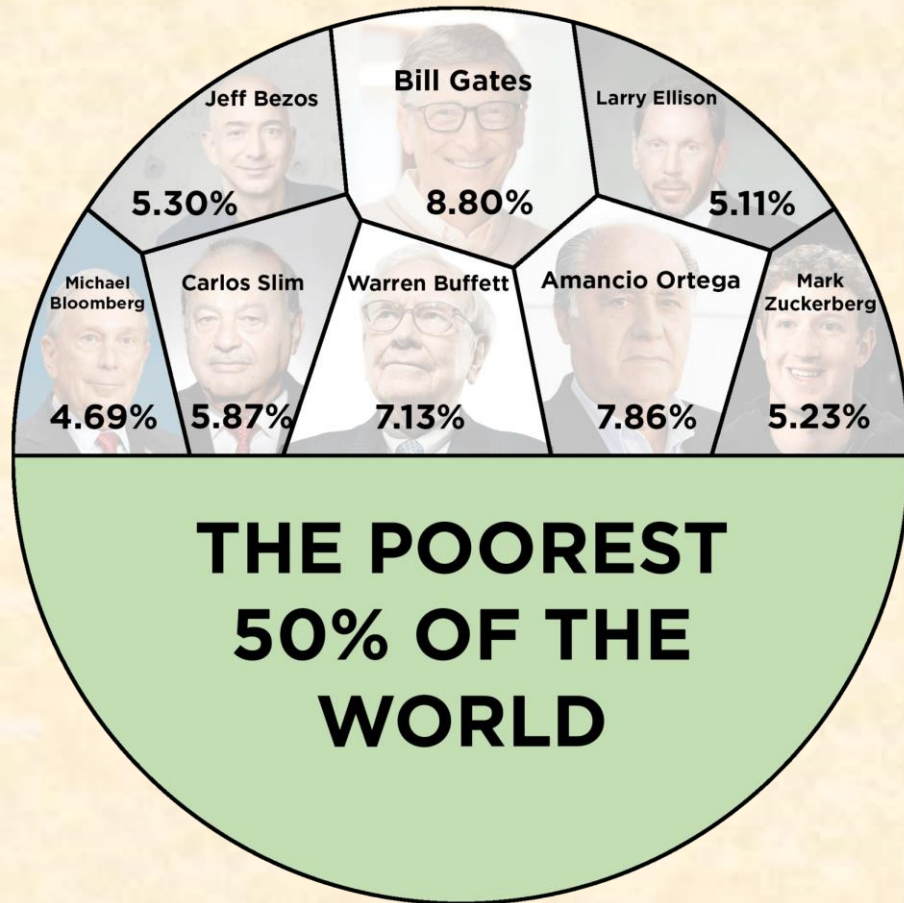 Jeff Bezos
5.30%
Bill Gates
8.80%
Larry Ellison
5.11%
Michael
Bloomberg
4.69%
Carlos Slim
5.87%
Warren Buffett
7.13%
Amancio Ortega
7.86%
Mark
Zuckerberg
5.23%
THE POOREST
50% OF THE
WORLD